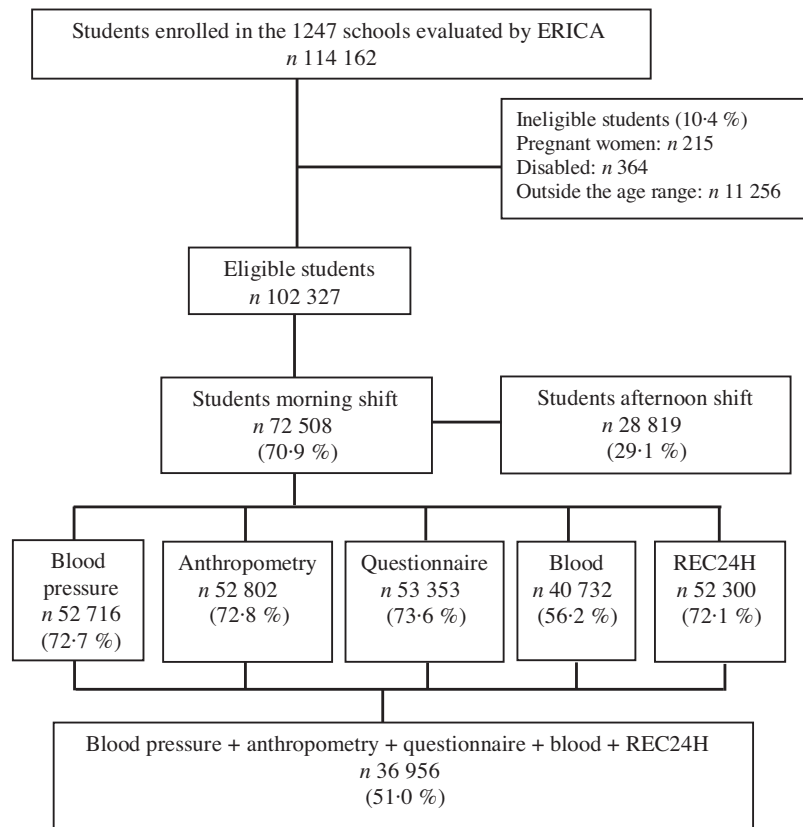 Students enrolled in the 1247 schools evaluated by ERICA
n 114 162
Ineligible students (10·4 %)
Pregnant women: n 215
Disabled: n 364
Outside the age range: n 11 256
Eligible students
n 102 327
Students morning shift
n 72 508
(70·9 %)
Students afternoon shift
n 28 819
(29·1 %)
Blood
pressure
n 52 716
(72·7 %)
Anthropometry
n 52 802
(72·8 %)
Questionnaire
n 53 353
(73·6 %)
Blood
n 40 732
(56·2 %)
REC24H
n 52 300
(72·1 %)
Blood pressure + anthropometry + questionnaire + blood + REC24H
n 36 956
(51·0 %)